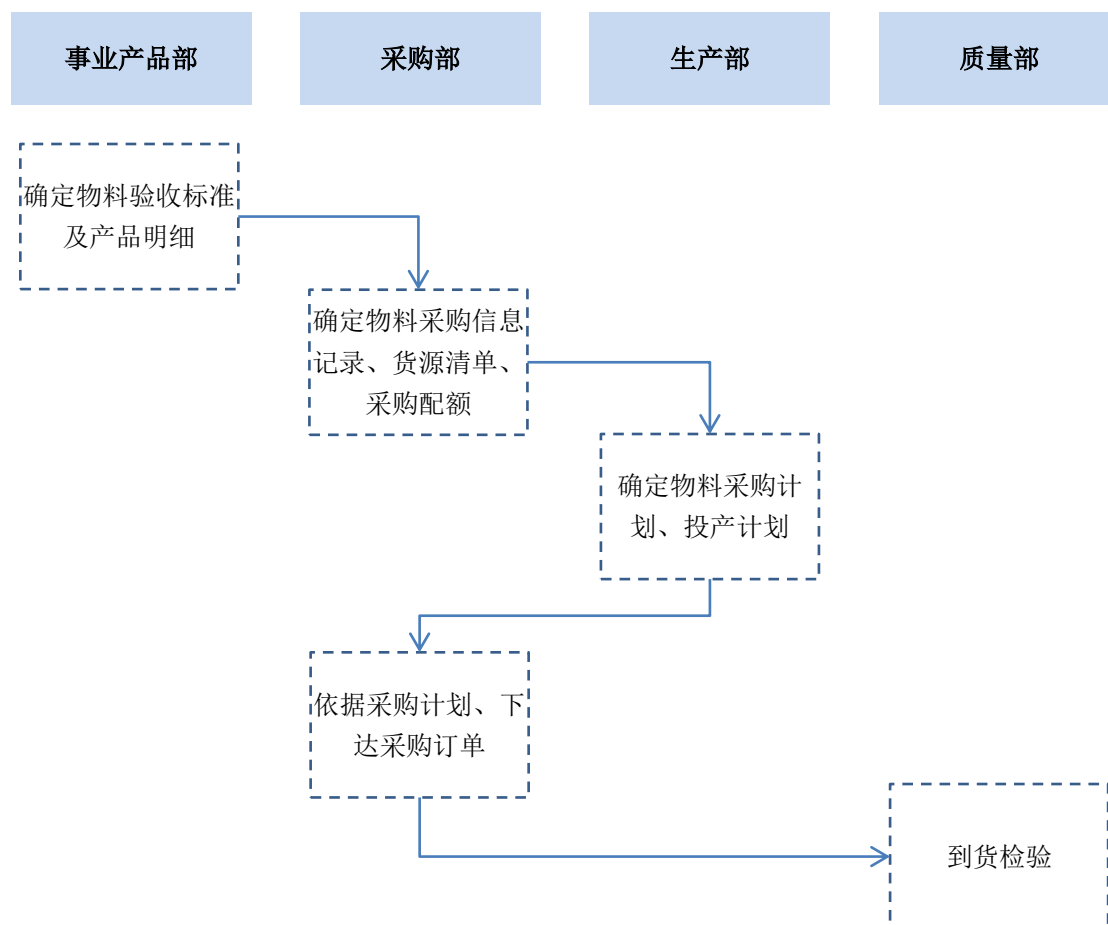 事业产品部
采购部
生产部
质量部
确定物料验收标准
及产品明细
确定物料采购信息
记录、货源清单、
采购配额
确定物料采购计
划、投产计划
依据采购计划、下
达采购订单
到货检验